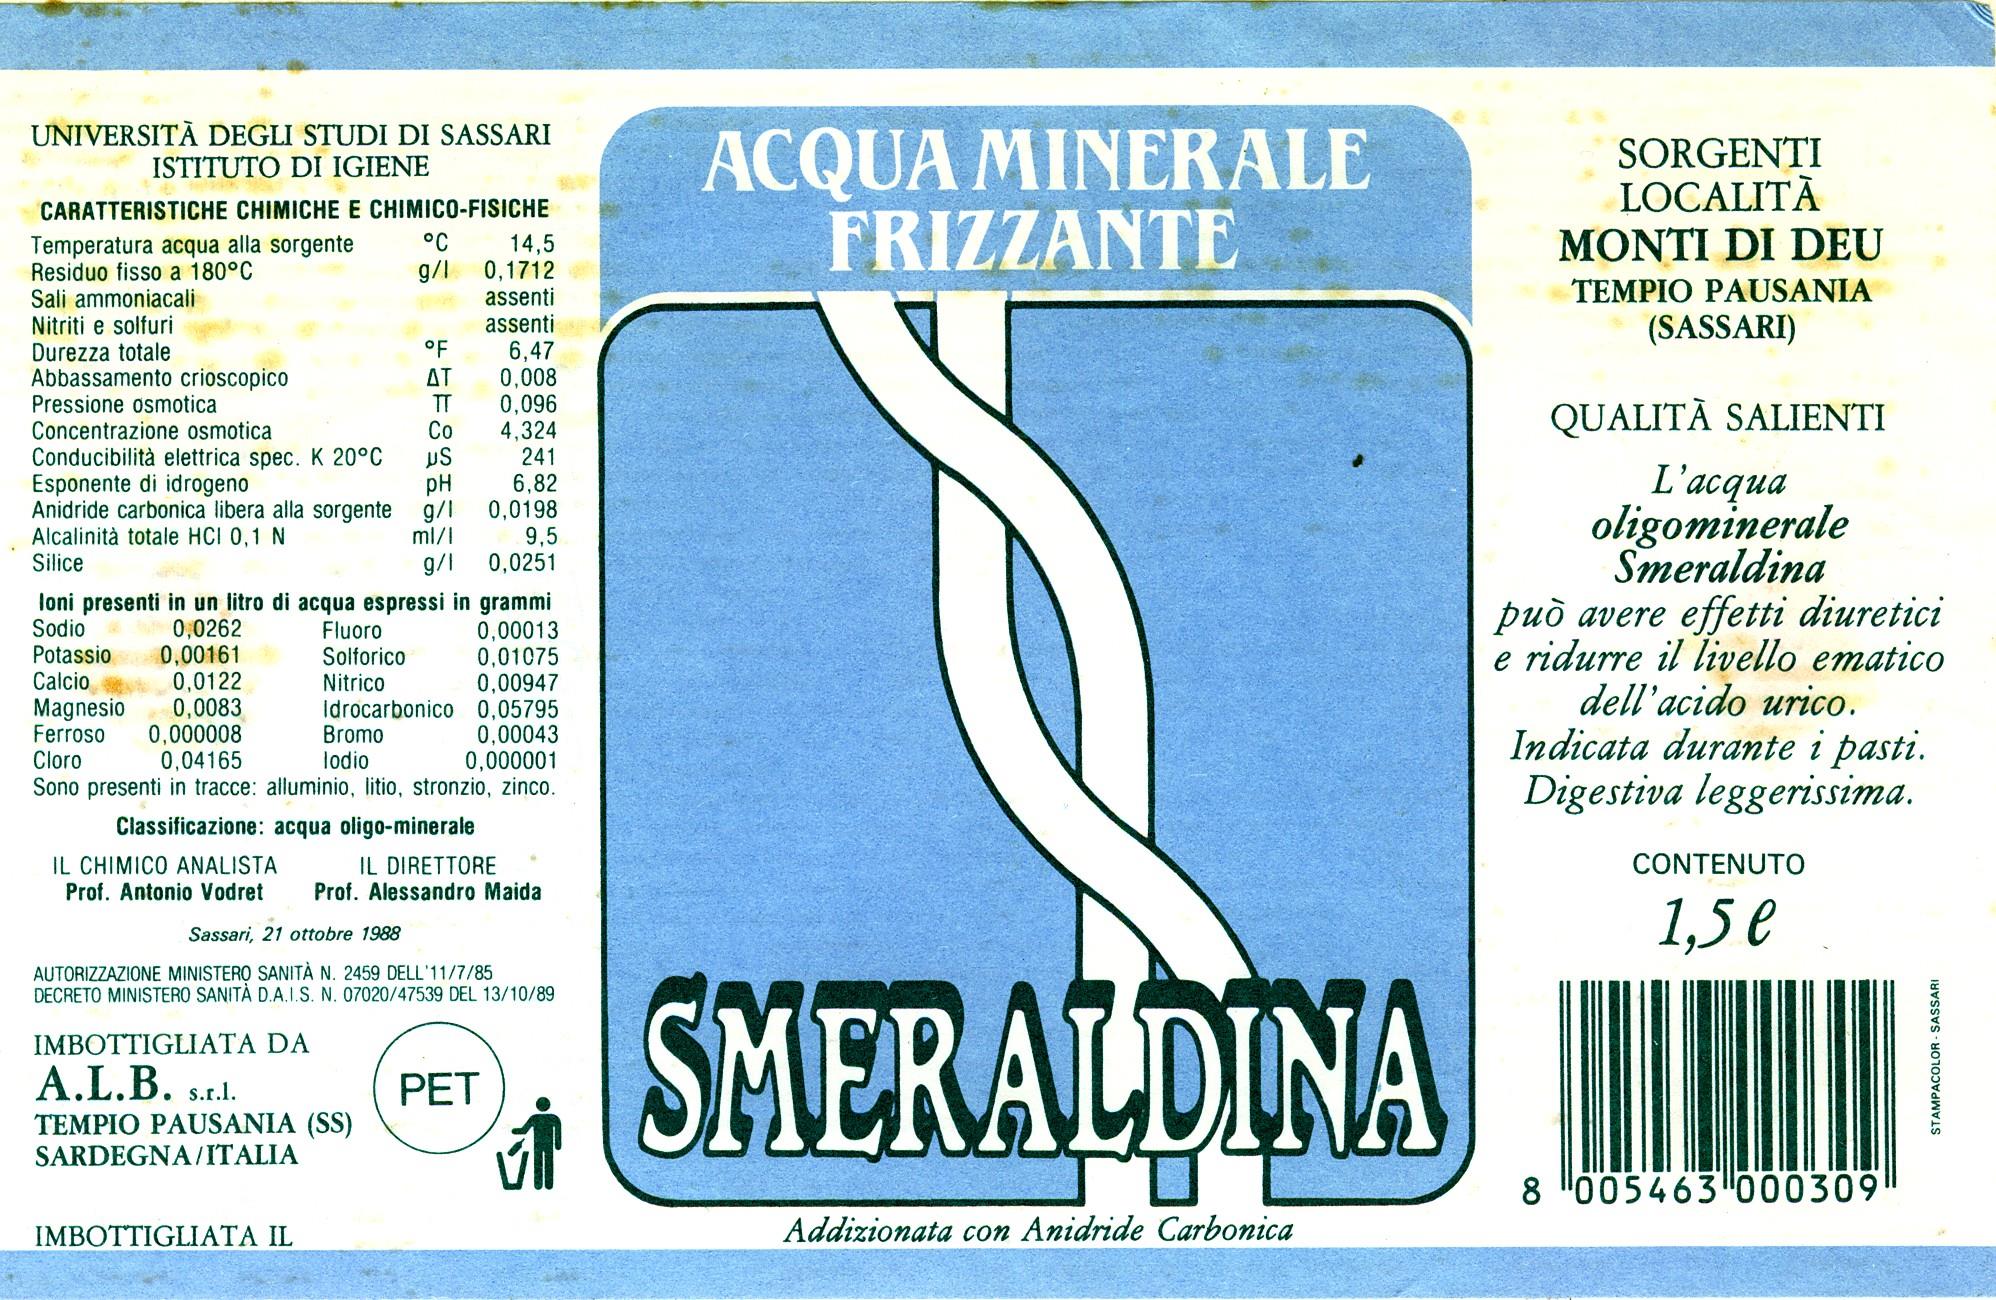 UNIVERSITÀ DEGLI STUDI DI SASSARI
ISTITUTO DI IGIENE
CARATTERISTICHE CHIMICHE E CHIMICO-FISICHE
Temperatura acqua alla sorgente °C 14,5
Residuo fisso a 180°C g/l 0,1712
Sali ammoniacali assenti
Nitriti e solfuri assenti
Durezza totale °F 6,47
Abbassamento crioscopico ΔT 0,008
Pressione osmotica π 0,096
Concentrazione osmotica Co 4,324
Conducibilità elettrica spec. K 20°C µS 241
Esponente di idrogeno pH 6,82
Anidride carbonica libera alla sorgente g/l 0,0198
Alcalinità totale HCl 0,1 N ml/l 9,5
Silice g/l 0,0251
Ioni presenti in un litro di acqua espressi in grammi
Sodio 0,0262 Fluoro 0,00013
Potassio 0,00161 Solforico 0,01075
Calcio 0,0122 Nitrico 0,00947
Magnesio 0,0083 Idrocarbonico 0,05795
Ferroso 0,000008 Bromo 0,00043
Cloro 0,04165 Iodio 0,000001
Sono presenti in tracce: alluminio, litio, stronzio, zinco.
Classificazione: acqua oligo-minerale
IL CHIMICO ANALISTA IL DIRETTORE
Prof. Antonio Vodret Prof. Alessandro Maida
Sassari, 21 ottobre 1988
AUTORIZZAZIONE MINISTERO SANITÀ N. 2459 DELL'11/7/85
DECRETO MINISTERO SANITÀ D.A.I.S. N. 07020/47539 DEL 13/10/89
IMBOTTIGLIATA DA
A.L.B. s.r.l.
TEMPIO PAUSANIA (SS)
SARDEGNA/ITALIA
PET
IMBOTTIGLIATA IL
ACQUA MINERALE
FRIZZANTE
SMERALDINA
Addizionata con Anidride Carbonica
SORGENTI
LOCALITÀ
MONTI DI DEU
TEMPIO PAUSANIA
(SASSARI)
QUALITÀ SALIENTI
L'acqua
oligominerale
Smeraldina
può avere effetti diuretici
e ridurre il livello ematico
dell'acido urico.
Indicata durante i pasti.
Digestiva leggerissima.
CONTENUTO
1,5 ℓ
8 005463 000309
STAMPACOLOR - SASSARI